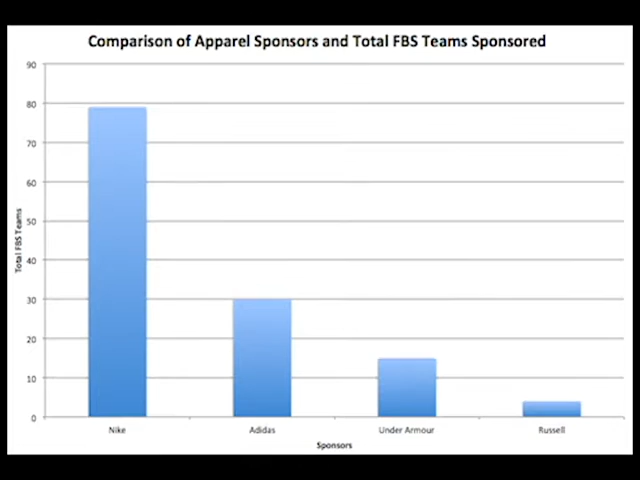 Comparison of Apparel Sponsors and Total FBS Teams Sponsored
90
80
70
60
50
40
30
20
10
0
Total FBS Teams
Nike
Adidas
Under Armour
Russell
Sponsors